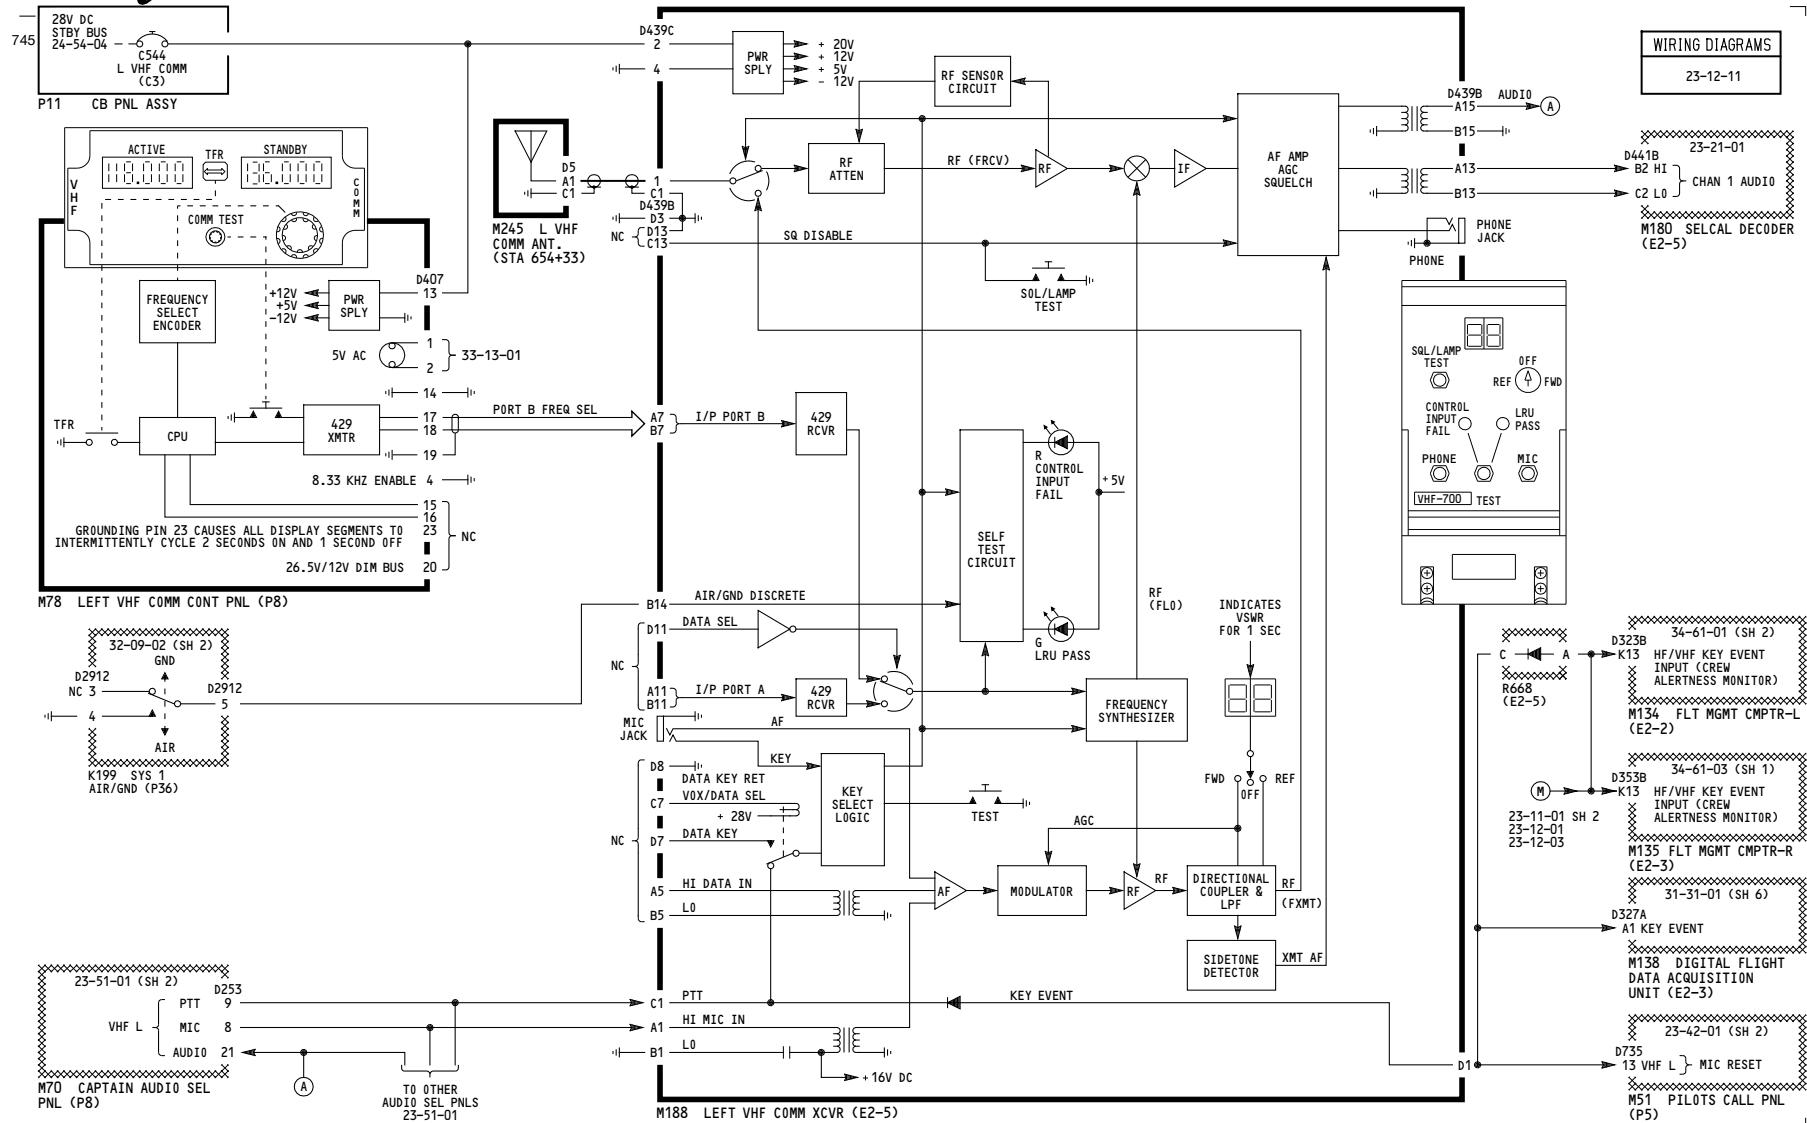 745
28V DC
STBY BUS
24-54-04
C544
L VHF COMM
(C3)
P11 CB PNL ASSY
D439C
2
4
PWR
SPLY
+ 20V
+ 12V
+ 5V
- 12V
RF SENSOR
CIRCUIT
WIRING DIAGRAMS
23-12-11
D439B
A15
AUDIO
A
B15
VHF
COMM
ACTIVE
118.000
TFR
STANDBY
136.000
COMM TEST
D5
A1
C1
M245 L VHF
COMM ANT.
(STA 654+33)
1
C1
D439B
D3
D13
NC
C13
SQ DISABLE
SOL/LAMP
TEST
RF
ATTEN
RF (FRCV)
RF
IF
AF AMP
AGC
SQUELCH
A13
B13
PHONE
JACK
PHONE
23-21-01
D441B
B2 HI
CHAN 1 AUDIO
C2 LO
M180 SELCAL DECODER
(E2-5)
FREQUENCY
SELECT
ENCODER
+12V
+5V
-12V
PWR
SPLY
D407
13
5V AC
1
2
33-13-01
14
TFR
CPU
429
XMTR
17
18
19
PORT B FREQ SEL
8.33 KHZ ENABLE 4
15
16
GROUNDING PIN 23 CAUSES ALL DISPLAY SEGMENTS TO
INTERMITTENTLY CYCLE 2 SECONDS ON AND 1 SECOND OFF
23
NC
26.5V/12V DIM BUS 20
M78 LEFT VHF COMM CONT PNL (P8)
A7
B7
I/P PORT B
429
RCVR
SELF
TEST
CIRCUIT
R
CONTROL
INPUT
FAIL
+5V
G
LRU PASS
SQL/LAMP
TEST
OFF
REF
FWD
CONTROL
INPUT
FAIL
LRU
PASS
PHONE
MIC
VHF-700 TEST
32-09-02 (SH 2)
GND
D2912
NC 3
4
D2912
5
AIR
K199 SYS 1
AIR/GND (P36)
B14
AIR/GND DISCRETE
D11
DATA SEL
NC
A11
B11
I/P PORT A
429
RCVR
MIC
JACK
AF
KEY
RF
(FLO)
FREQUENCY
SYNTHESIZER
INDICATES
VSWR
FOR 1 SEC
FWD
REF
OFF
D8
DATA KEY RET
C7
VOX/DATA SEL
+ 28V
NC
D7
DATA KEY
KEY
SELECT
LOGIC
TEST
AGC
A5
HI DATA IN
B5
LO
AF
MODULATOR
RF
RF
DIRECTIONAL
COUPLER &
LPF
RF
(FXMT)
SIDETONE
DETECTOR
XMT AF
C
A
R668
(E2-5)
34-61-01 (SH 2)
D323B
K13
HF/VHF KEY EVENT
INPUT (CREW
ALERTNESS MONITOR)
M134 FLT MGMT CMPTR-L
(E2-2)
34-61-03 (SH 1)
D353B
M
K13
HF/VHF KEY EVENT
INPUT (CREW
ALERTNESS MONITOR)
23-11-01 SH 2
23-12-01
23-12-03
M135 FLT MGMT CMPTR-R
(E2-3)
31-31-01 (SH 6)
D327A
A1 KEY EVENT
M138 DIGITAL FLIGHT
DATA ACQUISITION
UNIT (E2-3)
23-51-01 (SH 2)
D253
PTT 9
VHF L
MIC 8
AUDIO 21
M70 CAPTAIN AUDIO SEL
PNL (P8)
A
TO OTHER
AUDIO SEL PNLS
23-51-01
C1
PTT
KEY EVENT
A1
HI MIC IN
B1
LO
+16V DC
M188 LEFT VHF COMM XCVR (E2-5)
D1
23-42-01 (SH 2)
D735
13 VHF L
MIC RESET
M51 PILOTS CALL PNL
(P5)